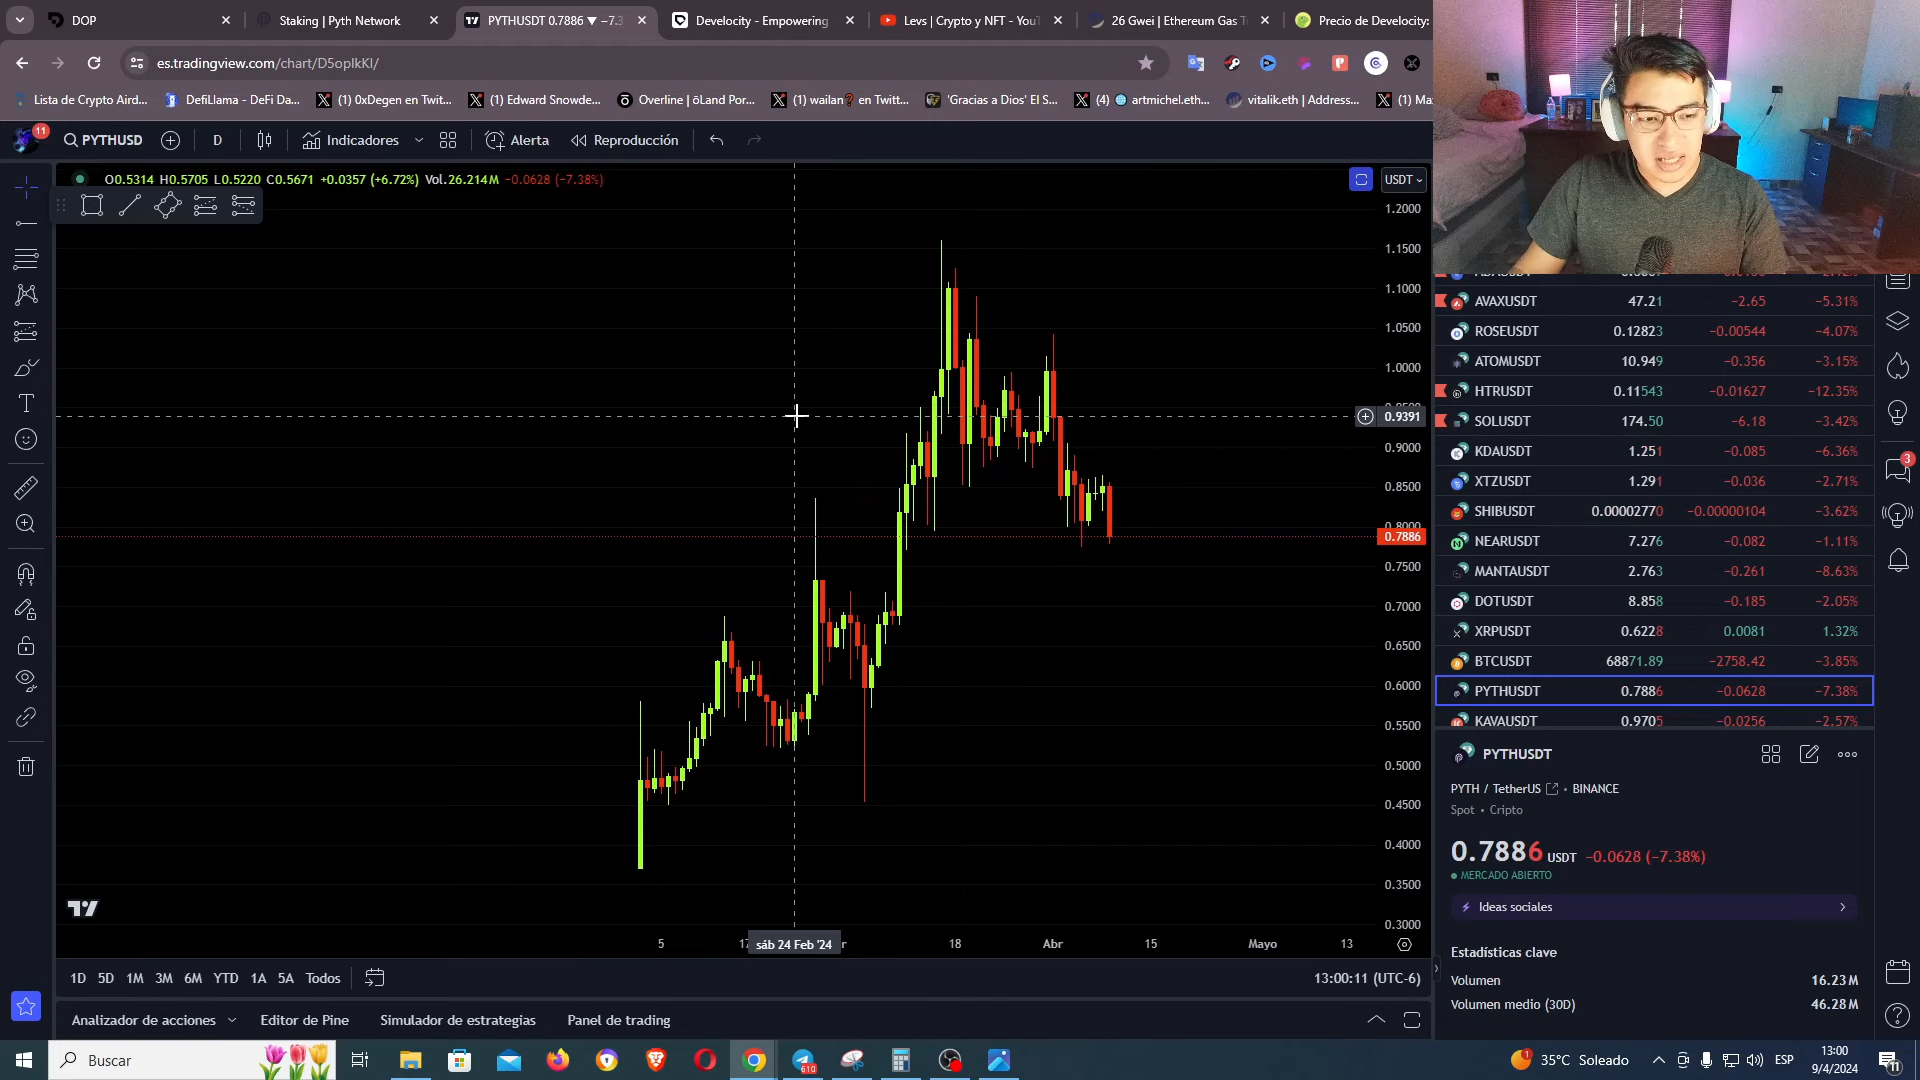 DOP
Staking | Pyth Network
PYTHUSDT 0.7886 ▼ −7.3
Develocity - Empowering
Levs | Crypto y NFT - YouT
26 Gwei | Ethereum Gas T
Precio de Develocity:
es.tradingview.com/chart/D5oplkKI/
Lista de Crypto Aird...
DefiLlama - DeFi Da...
(1) 0xDegen en Twit...
(1) Edward Snowde...
Overline | ōLand Por...
(1) wailan❓ en Twitt...
'Gracias a Dios' El S...
(4) 🌐 artmichel.eth...
vitalik.eth | Address...
(1) Ma
11
PYTHUSD
D
Indicadores
Alerta
Reproducción
O0.5314 H0.5705 L0.5220 C0.5671 +0.0357 (+6.72%) Vol.26.214 M −0.0628 (−7.38%)
USDT
1.2000
1.1500
1.1000
1.0500
1.0000
0.9391
0.9000
0.8500
0.8000
0.7886
0.7500
0.7000
0.6500
0.6000
0.5500
0.5000
0.4500
0.4000
0.3500
0.3000
5
17
sáb 24 Feb '24
r
18
Abr
15
Mayo
13
1D 5D 1M 3M 6M YTD 1A 5A Todos
13:00:11 (UTC-6)
Analizador de acciones
Editor de Pine
Simulador de estrategias
Panel de trading
AVAXUSDT 47.21 −2.65 −5.31%
ROSEUSDT 0.12823 −0.00544 −4.07%
ATOMUSDT 10.949 −0.356 −3.15%
HTRUSDT 0.11543 −0.01627 −12.35%
SOLUSDT 174.50 −6.18 −3.42%
KDAUSDT 1.251 −0.085 −6.36%
XTZUSDT 1.291 −0.036 −2.71%
SHIBUSDT 0.00002770 −0.00000104 −3.62%
NEARUSDT 7.276 −0.082 −1.11%
MANTAUSDT 2.763 −0.261 −8.63%
DOTUSDT 8.858 −0.185 −2.05%
XRPUSDT 0.6228 0.0081 1.32%
BTCUSDT 68871.89 −2758.42 −3.85%
PYTHUSDT 0.7886 −0.0628 −7.38%
KAVAUSDT 0.9705 −0.0256 −2.57%
3
PYTHUSDT
PYTH / TetherUS • BINANCE
Spot • Cripto
0.7886 USDT −0.0628 (−7.38%)
MERCADO ABIERTO
Ideas sociales
Estadísticas clave
Volumen 16.23 M
Volumen medio (30D) 46.28 M
Buscar
610
1
35°C Soleado
ESP
13:00
9/4/2024
11